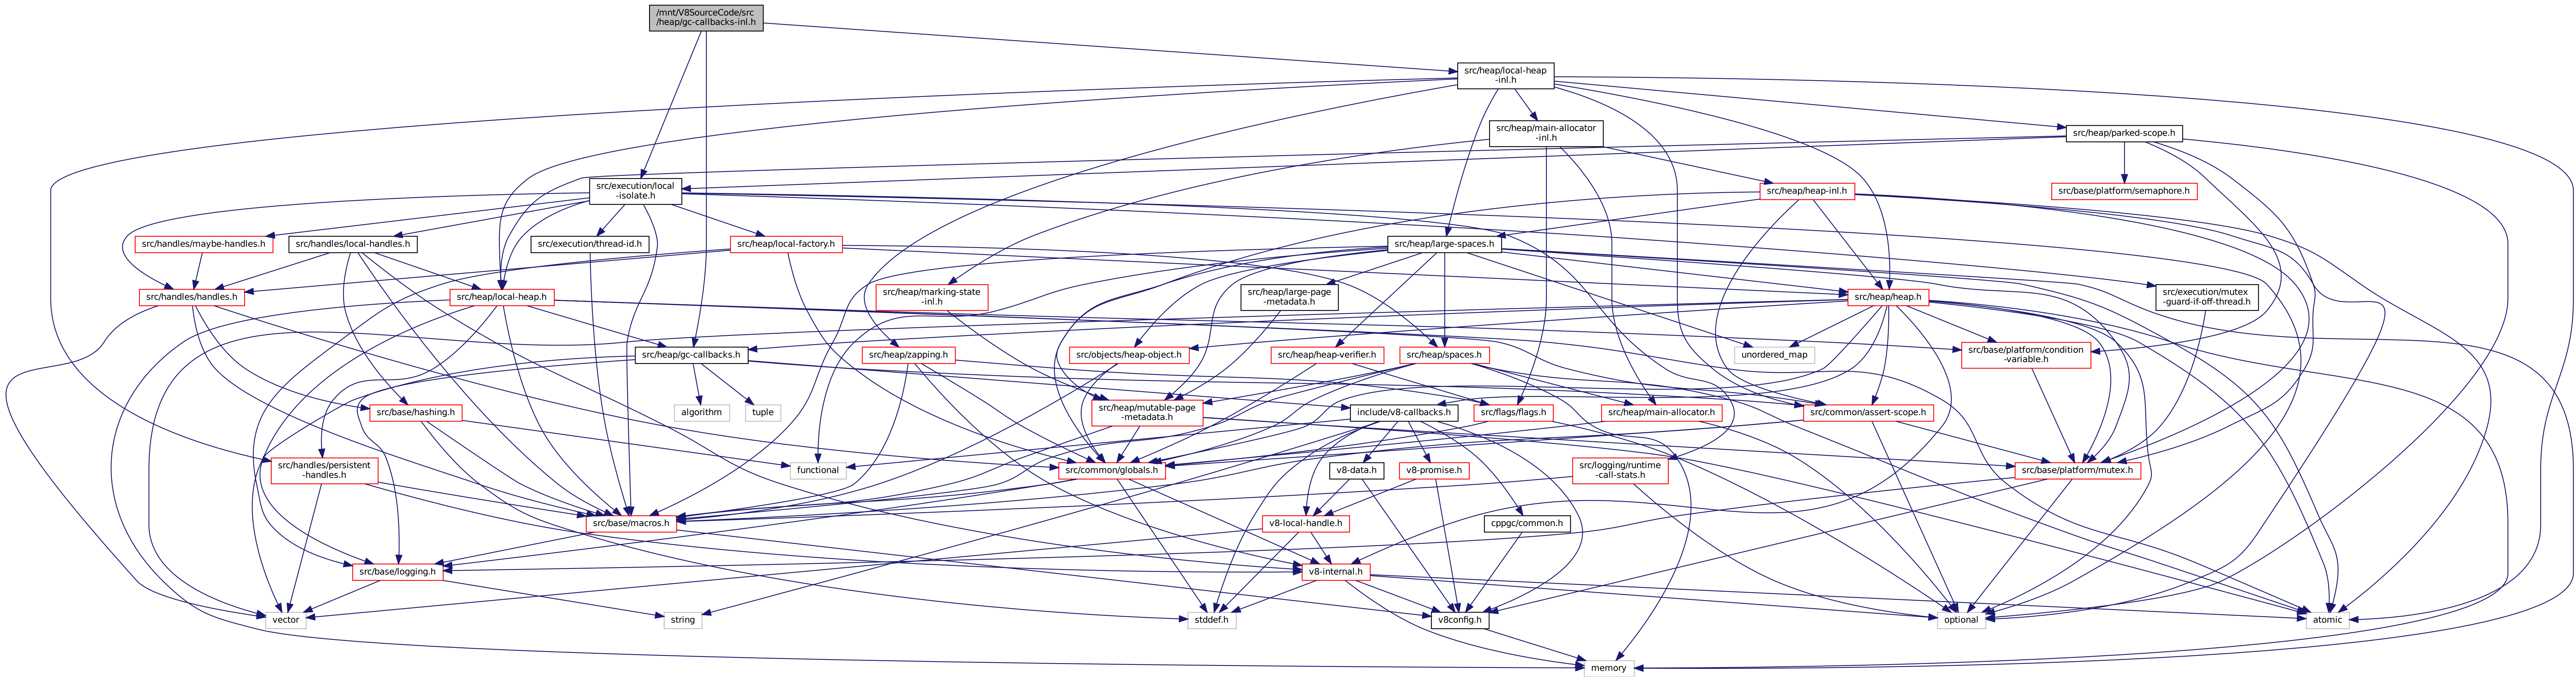 /mnt/V8SourceCode/src
/heap/gc-callbacks-inl.h
src/heap/local-heap
-inl.h
src/heap/main-allocator
-inl.h
src/heap/parked-scope.h
src/execution/local
-isolate.h
src/heap/heap-inl.h
src/base/platform/semaphore.h
src/handles/maybe-handles.h
src/handles/local-handles.h
src/execution/thread-id.h
src/heap/local-factory.h
src/heap/large-spaces.h
src/handles/handles.h
src/heap/local-heap.h
src/heap/marking-state
-inl.h
src/heap/large-page
-metadata.h
src/heap/heap.h
src/execution/mutex
-guard-if-off-thread.h
src/heap/gc-callbacks.h
src/heap/zapping.h
src/objects/heap-object.h
src/heap/heap-verifier.h
src/heap/spaces.h
unordered_map
src/base/platform/condition
-variable.h
src/base/hashing.h
algorithm
tuple
src/heap/mutable-page
-metadata.h
include/v8-callbacks.h
src/flags/flags.h
src/heap/main-allocator.h
src/common/assert-scope.h
src/handles/persistent
-handles.h
functional
src/common/globals.h
v8-data.h
v8-promise.h
src/logging/runtime
-call-stats.h
src/base/platform/mutex.h
src/base/macros.h
v8-local-handle.h
cppgc/common.h
src/base/logging.h
v8-internal.h
vector
string
stddef.h
v8config.h
optional
atomic
memory